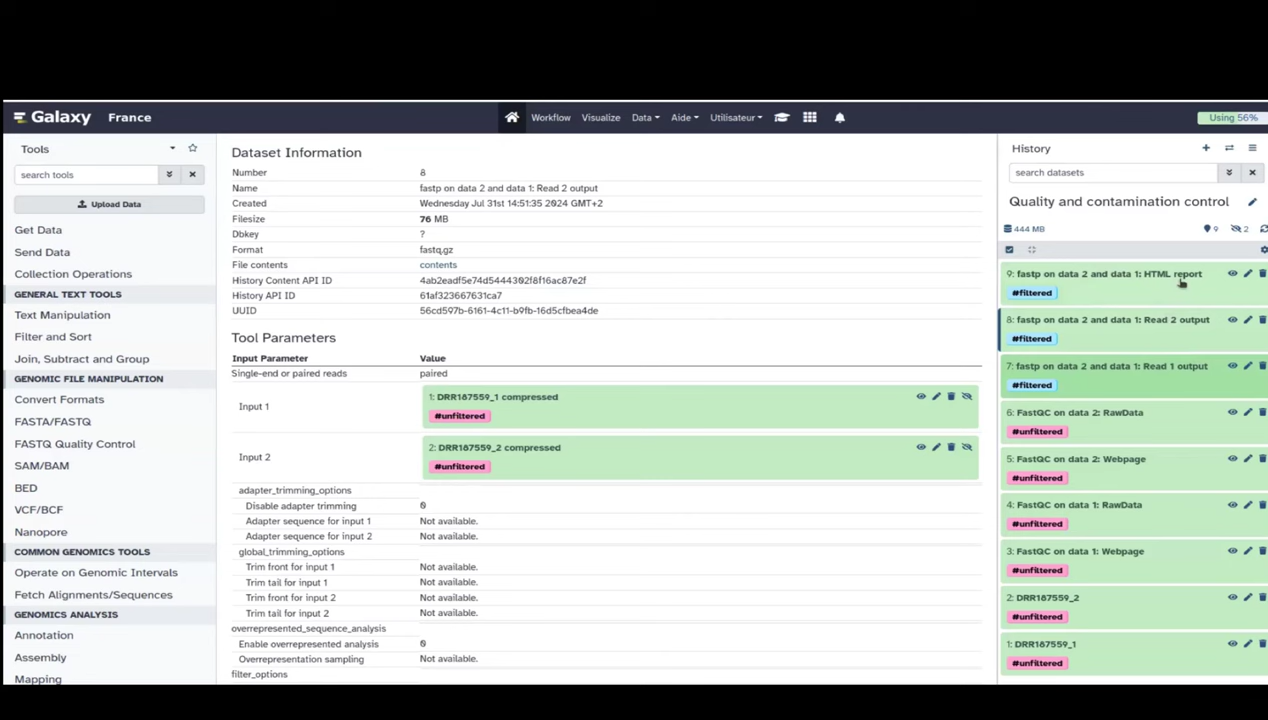 Galaxy France
Workflow Visualize Data Aide Utilisateur
Using 56%
Tools
search tools
Upload Data
Get Data
Send Data
Collection Operations
GENERAL TEXT TOOLS
Text Manipulation
Filter and Sort
Join, Subtract and Group
GENOMIC FILE MANIPULATION
Convert Formats
FASTA/FASTQ
FASTQ Quality Control
SAM/BAM
BED
VCF/BCF
Nanopore
COMMON GENOMICS TOOLS
Operate on Genomic Intervals
Fetch Alignments/Sequences
GENOMICS ANALYSIS
Annotation
Assembly
Mapping
Dataset Information
Number 8
Name fastp on data 2 and data 1: Read 2 output
Created Wednesday Jul 31st 14:51:35 2024 GMT+2
Filesize 76 MB
Dbkey ?
Format fastq.gz
File contents contents
History Content API ID 4ab2eadf5e74d5444302f8f16ac87e2f
History API ID 61af323667631ca7
UUID 56cd597b-6161-4c11-b9fb-16d5cfbea4de
Tool Parameters
Input Parameter Value
Single-end or paired reads paired
Input 1
1: DRR187559_1 compressed
#unfiltered
Input 2
2: DRR187559_2 compressed
#unfiltered
adapter_trimming_options
Disable adapter trimming 0
Adapter sequence for input 1 Not available.
Adapter sequence for input 2 Not available.
global_trimming_options
Trim front for input 1 Not available.
Trim tail for input 1 Not available.
Trim front for input 2 Not available.
Trim tail for input 2 Not available.
overrepresented_sequence_analysis
Enable overrepresented analysis 0
Overrepresentation sampling Not available.
filter_options
History
search datasets
Quality and contamination control
444 MB 9 2
9: fastp on data 2 and data 1: HTML report
#filtered
8: fastp on data 2 and data 1: Read 2 output
#filtered
7: fastp on data 2 and data 1: Read 1 output
#filtered
6: FastQC on data 2: RawData
#unfiltered
5: FastQC on data 2: Webpage
#unfiltered
4: FastQC on data 1: RawData
#unfiltered
3: FastQC on data 1: Webpage
#unfiltered
2: DRR187559_2
#unfiltered
1: DRR187559_1
#unfiltered